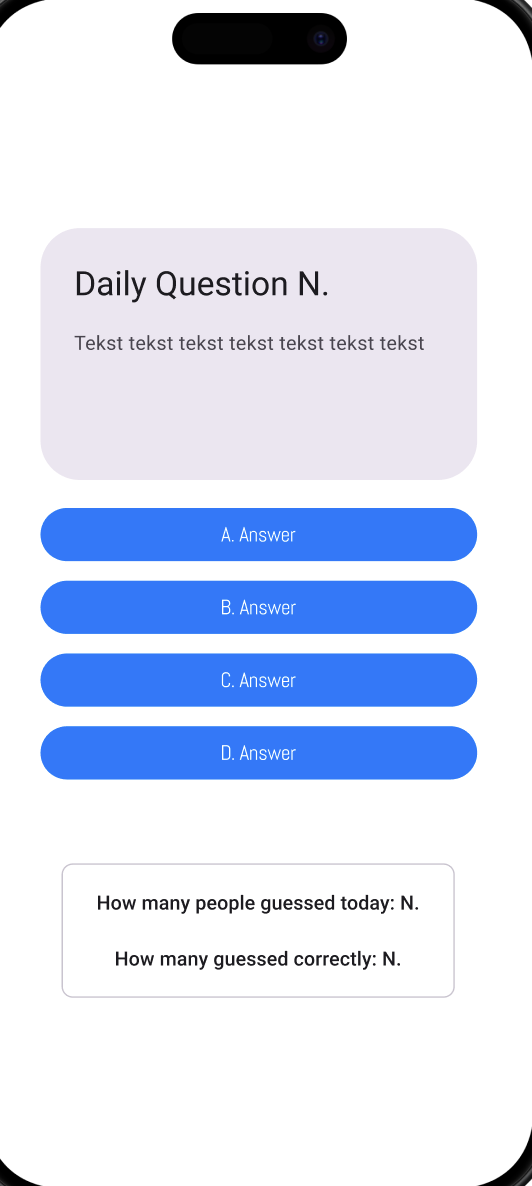 Daily Question N.
Tekst tekst tekst tekst tekst tekst tekst
A. Answer
B. Answer
C. Answer
D. Answer
How many people guessed today: N.
How many guessed correctly: N.